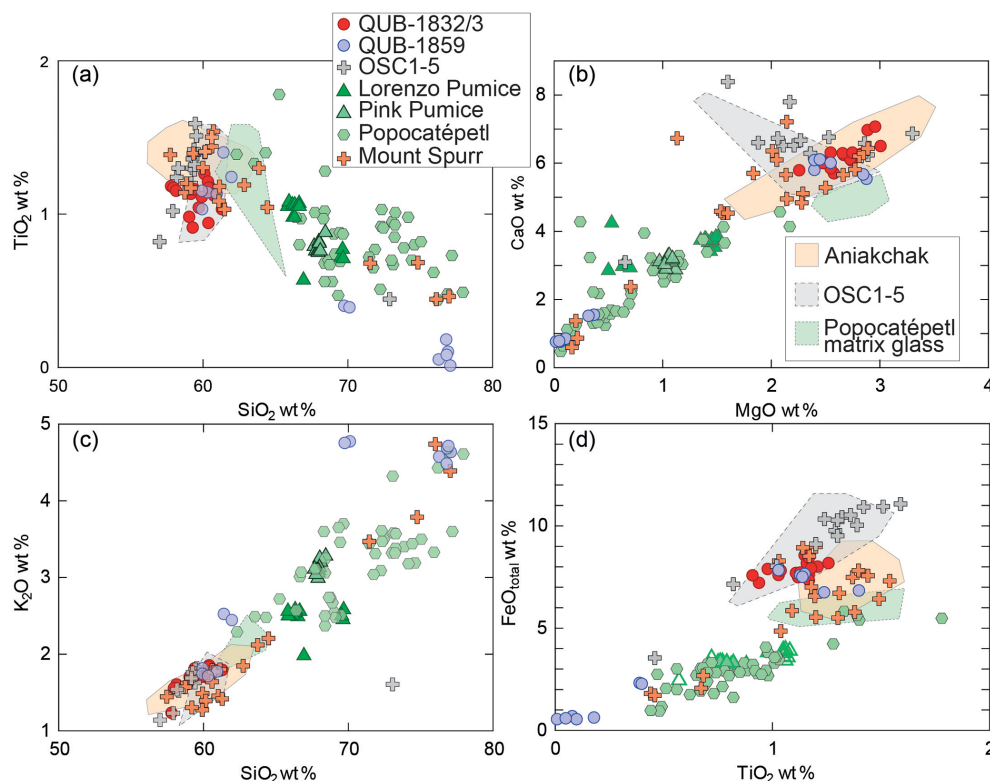 QUB-1832/3
QUB-1859
OSC1-5
Lorenzo Pumice
Pink Pumice
Popocatépetl
Mount Spurr
(a)
2
1
0
TiO2 wt %
50
60
70
80
SiO2 wt %
(b)
8
6
4
2
0
CaO wt %
0
1
2
3
4
MgO wt %
Aniakchak
OSC1-5
Popocatépetl
matrix glass
(c)
5
4
3
2
1
K2O wt %
50
60
70
80
SiO2 wt %
(d)
15
10
5
0
FeOtotal wt %
0
1
2
TiO2 wt %